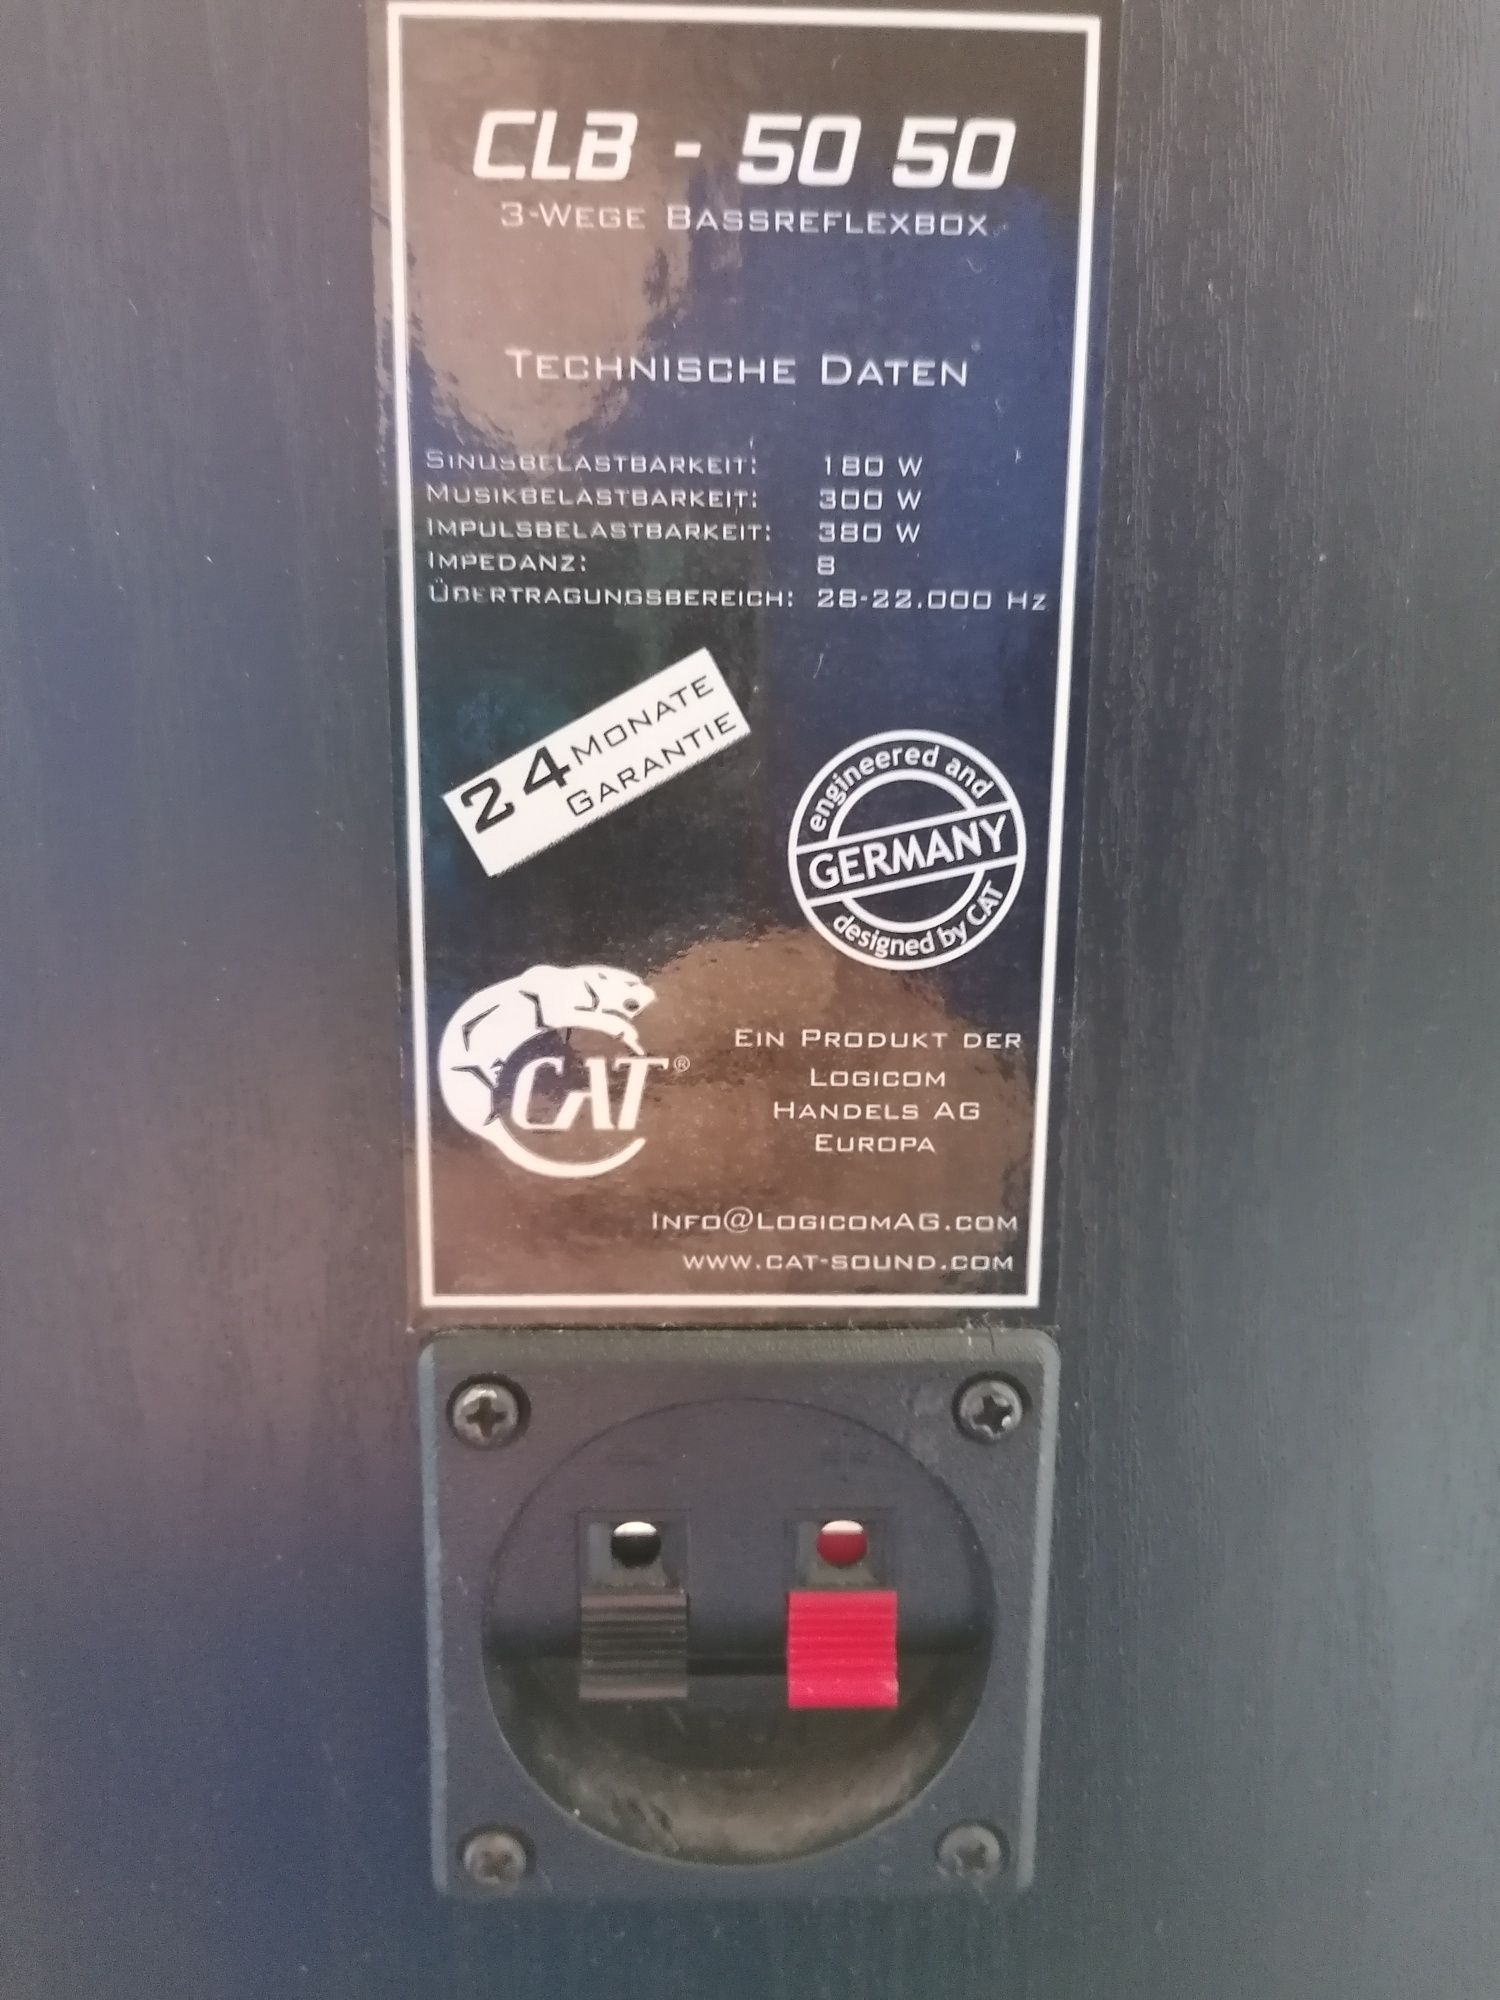 CLB - 50 50
3-WEGE BASSREFLEXBOX
TECHNISCHE DATEN
SINUSBELASTBARKEIT: 180 W
MUSIKBELASTBARKEIT: 300 W
IMPULSBELASTBARKEIT: 380 W
IMPEDANZ: 8
ÜBERTRAGUNGSBEREICH: 28-22.000 Hz
24 MONATE
GARANTIE
engineered and
GERMANY
designed by CAT
CAT®
EIN PRODUKT DER
LOGICOM
HANDELS AG
EUROPA
INFO@LOGICOMAG.COM
WWW.CAT-SOUND.COM